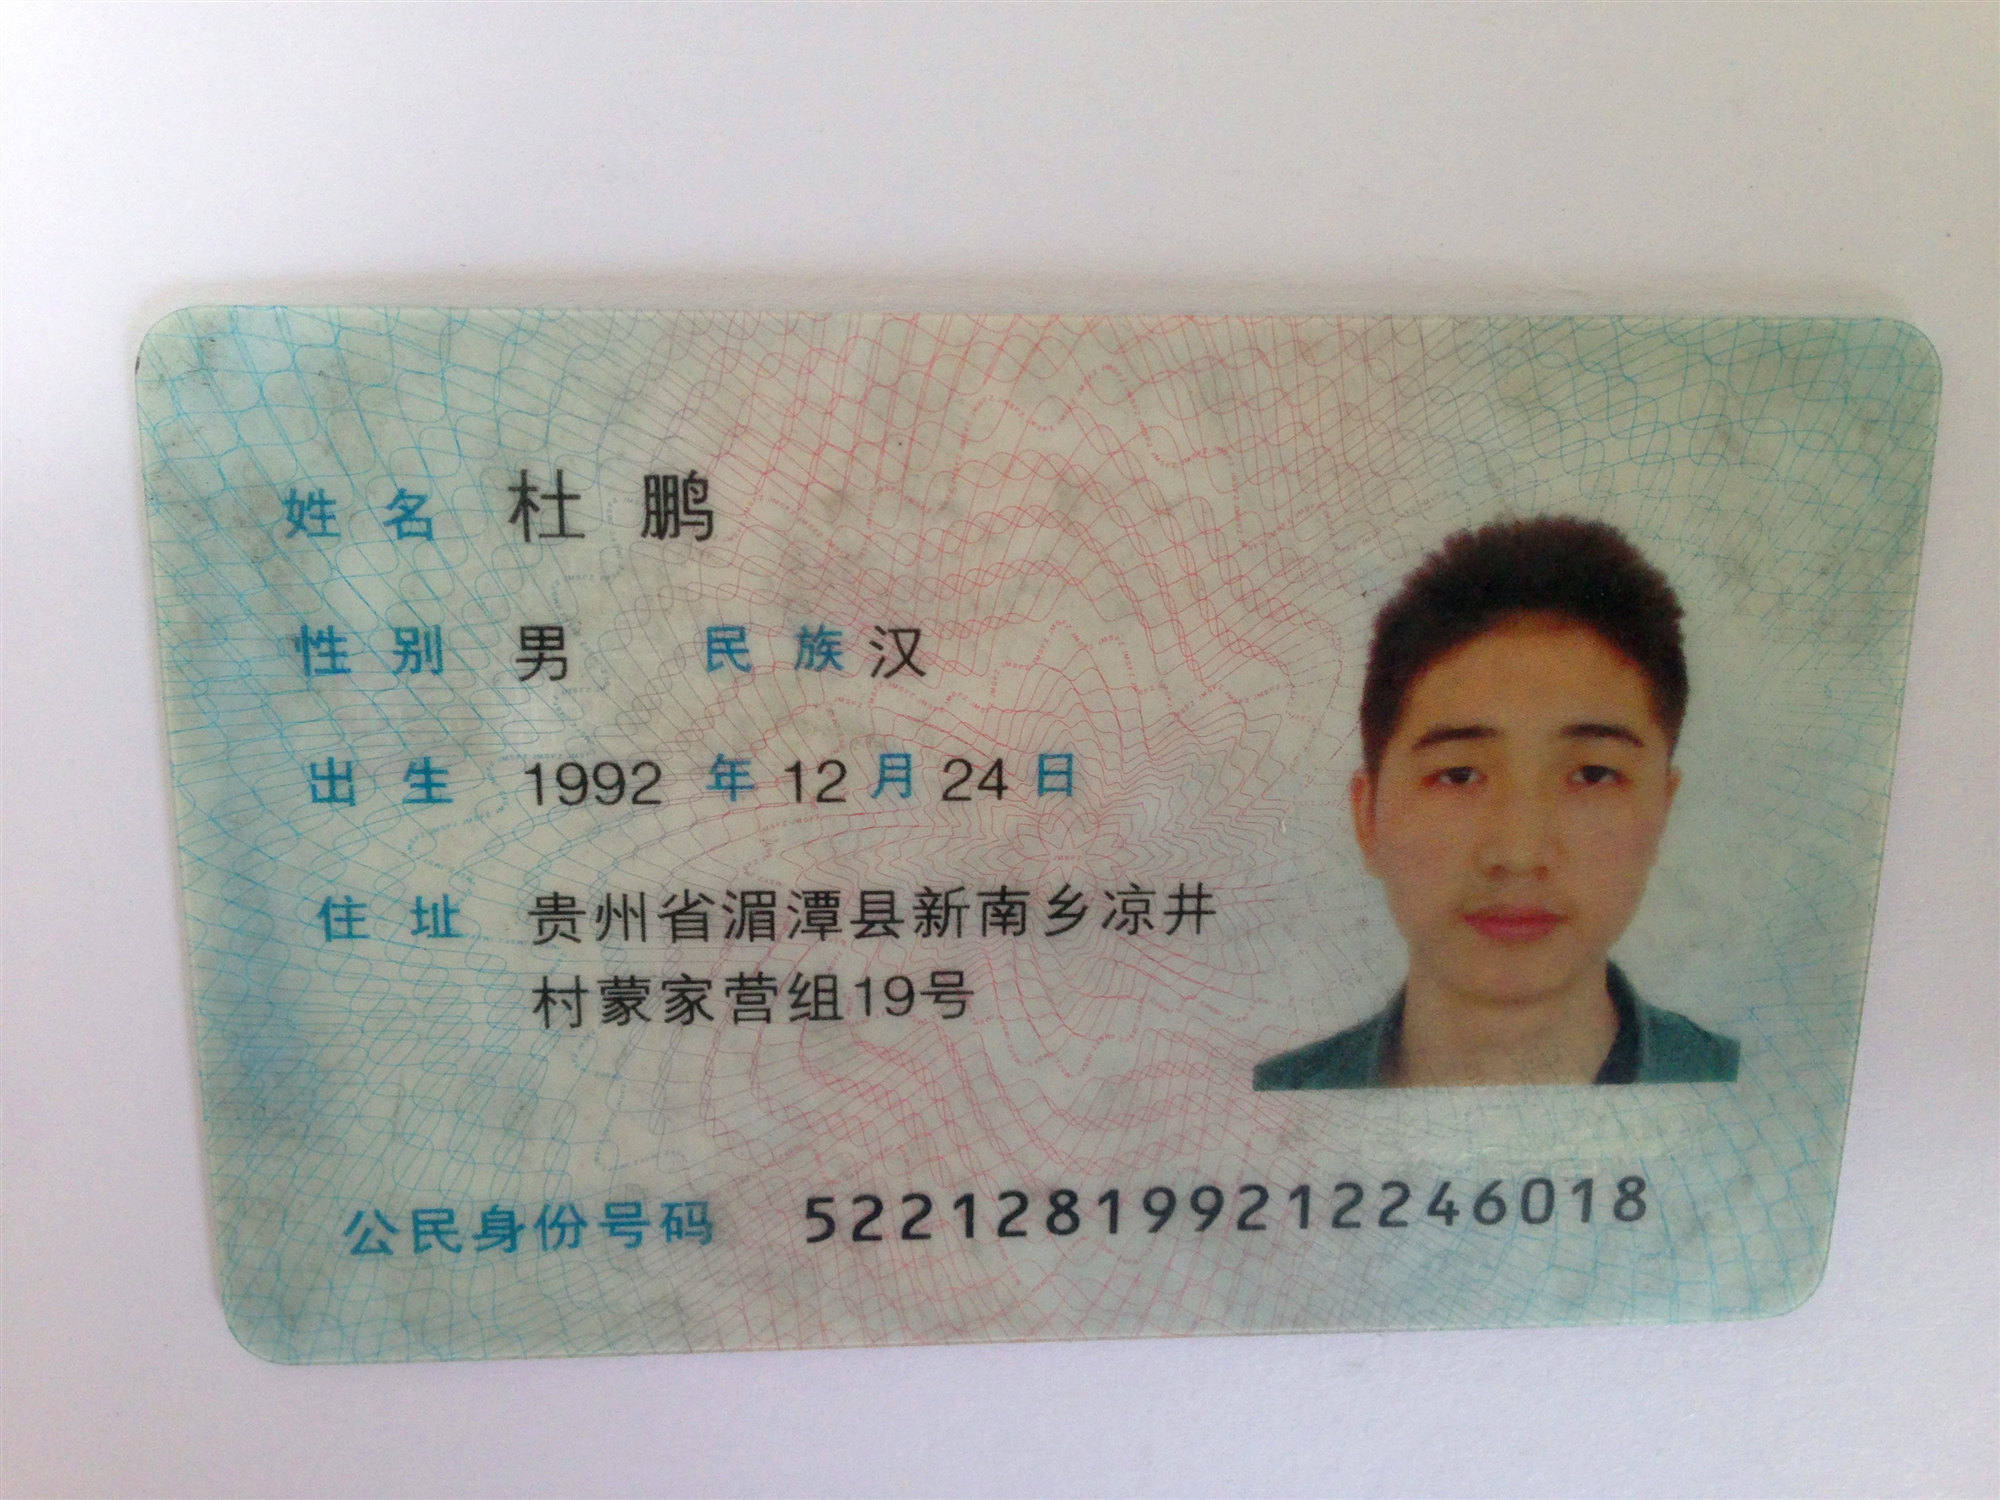 姓名 杜鹏
性别 男 民族 汉
出生 1992 年 12 月 24 日
住址 贵州省湄潭县新南乡凉井
村蒙家营组19号
公民身份号码 522128199212246018